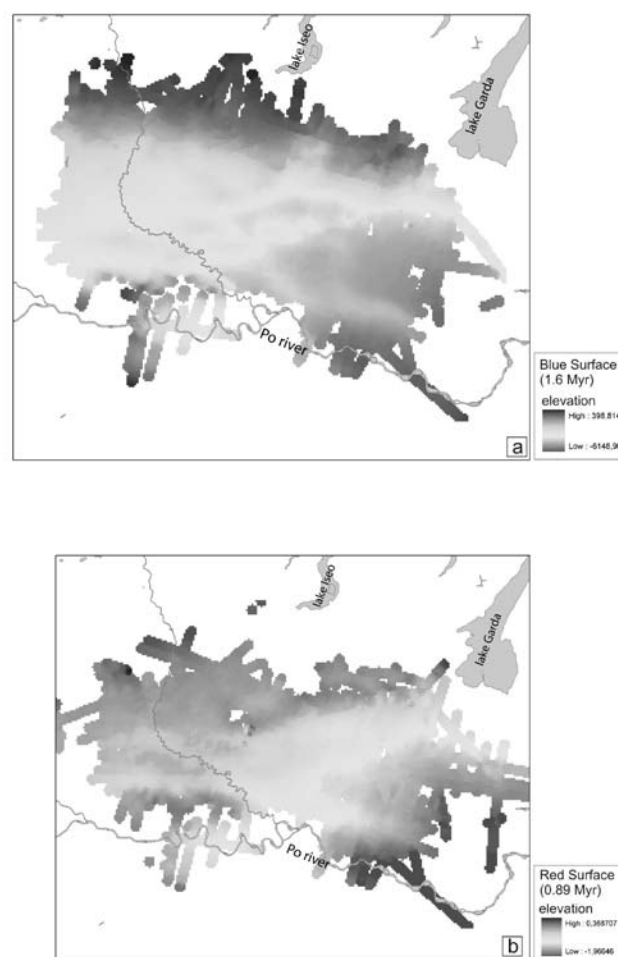 lake Iseo
lake Garda
Po river
Blue Surface
(1.6 Myr)
elevation
High : 398.814
a
lake Iseo
lake Garda
Po river
Red Surface
(0.89 Myr)
elevation
High : 0,368707
Low : -1,96646
b